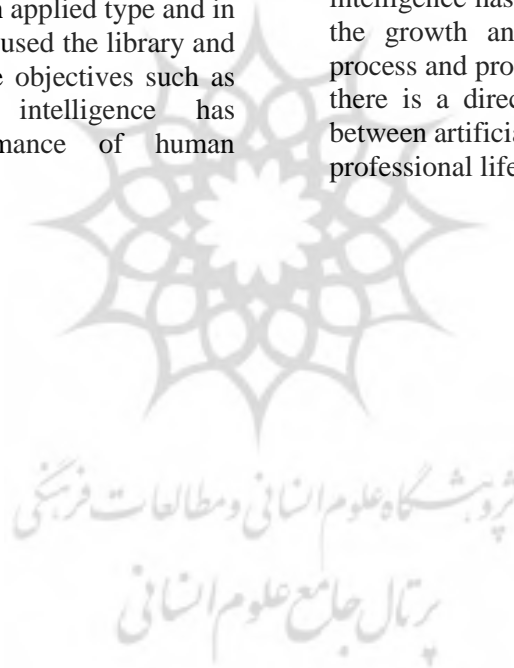 applied type and in
used the library and
objectives such as
intelligence has
of human
intelligence has
the growth an
process and pro
there is a direc
between artificia
professional life
پژوهشگاه علوم انسانی و مطالعات فرهنگی
پرتال جامع علوم انسانی